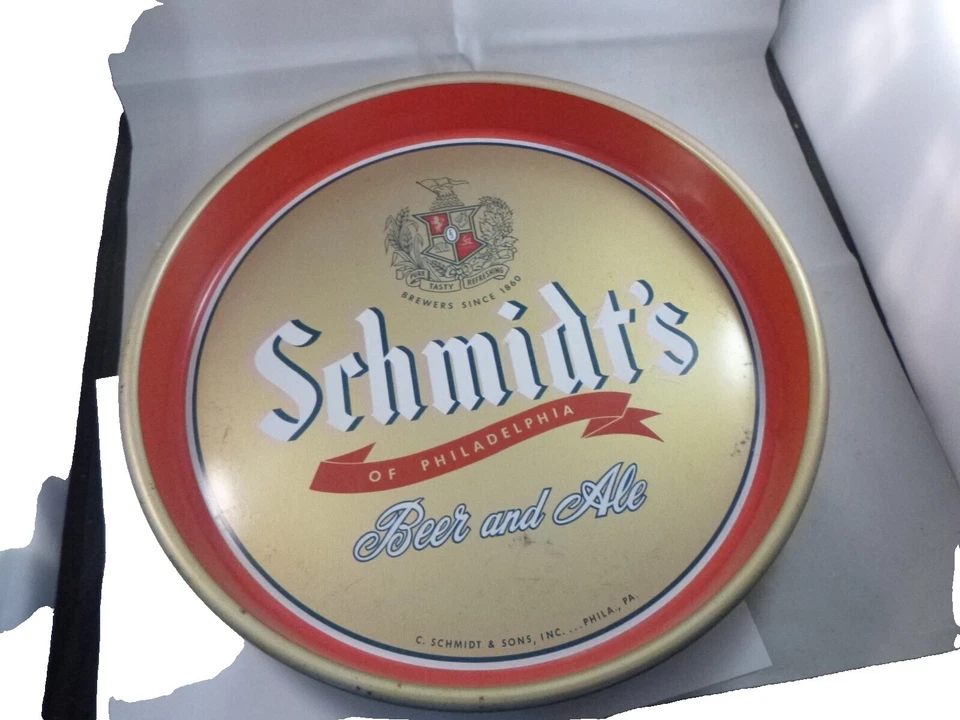 PURE TASTY REFRESHING
BREWERS SINCE 1860
Schmidt's
OF PHILADELPHIA
Beer and Ale
C. SCHMIDT & SONS, INC. ... PHILA., PA.